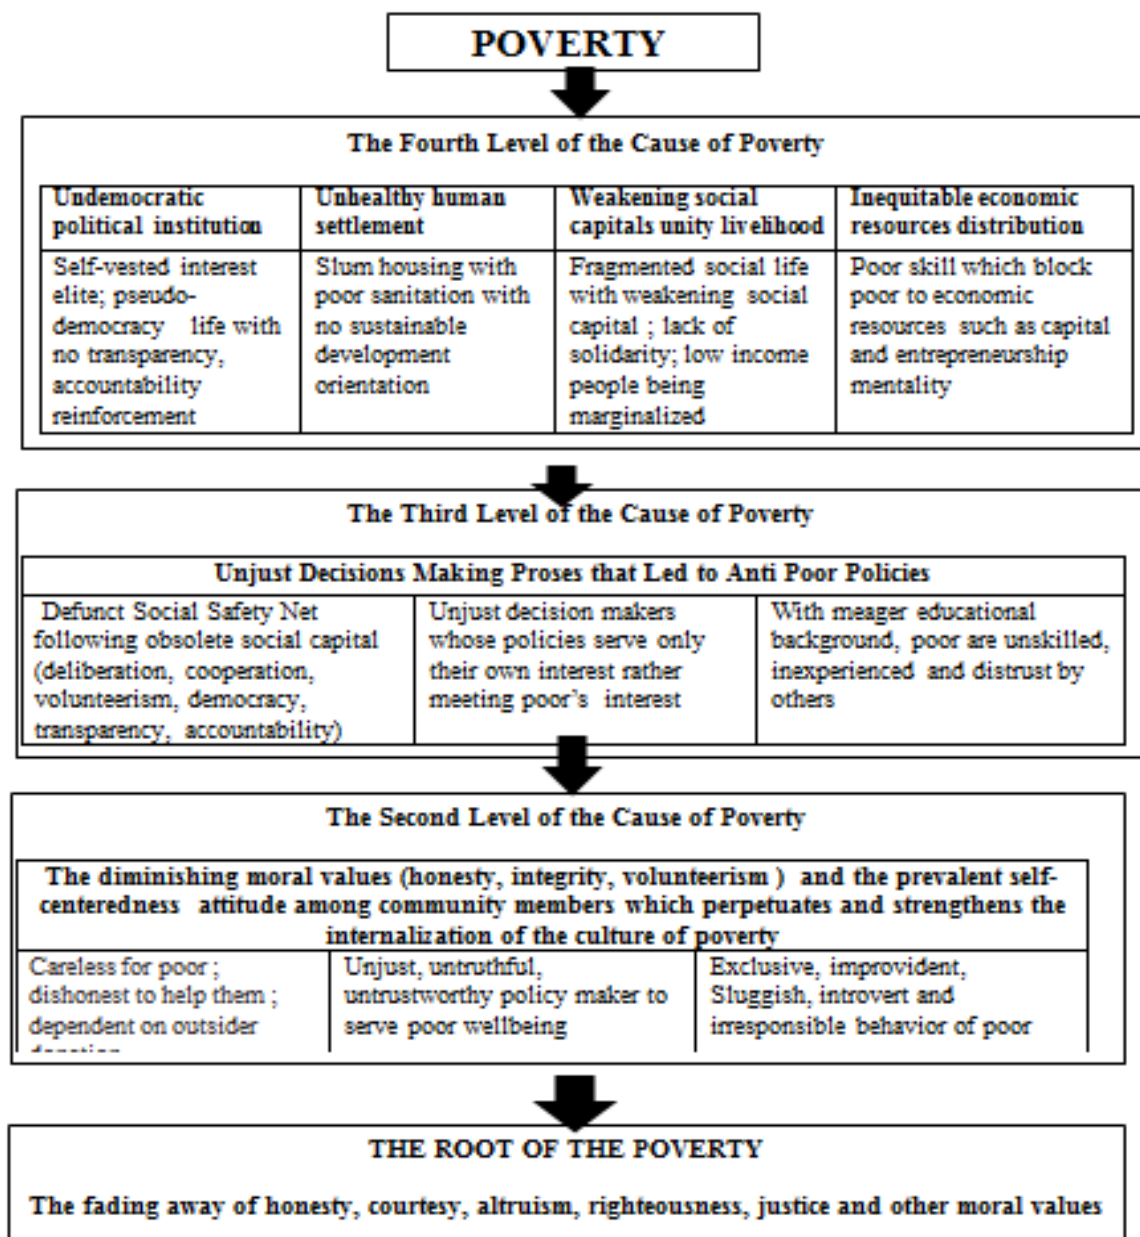 POVERTY
The Fourth Level of the Cause of Poverty
Undemocratic
political institution
Unhealthy human
settlement
Weakening social
capitals unity livelihood
Inequitable economic
resources distribution
Self-vested interest
elite; pseudo-
democracy life with
no transparency,
accountability
reinforcement
Slum housing with
poor sanitation with
no sustainable
development
orientation
Fragmented social life
with weakening social
capital ; lack of
solidarity; low income
people being
marginalized
Poor skill which block
poor to economic
resources such as capital
and entrepreneurship
mentality
The Third Level of the Cause of Poverty
Unjust Decisions Making Proses that Led to Anti Poor Policies
Defunct Social Safety Net
following obsolete social capital
(deliberation, cooperation,
volunteerism, democracy,
transparency, accountability)
Unjust decision makers
whose policies serve only
their own interest rather
meeting poor's interest
With meager educational
background, poor are unskilled,
inexperienced and distrust by
others
The Second Level of the Cause of Poverty
The diminishing moral values (honesty, integrity, volunteerism ) and the prevalent self-
centeredness attitude among community members which perpetuates and strengthens the
internalization of the culture of poverty
Careless for poor ;
dishonest to help them ;
dependent on outsider
Unjust, untruthful,
untrustworthy policy maker to
serve poor wellbeing
Exclusive, improvident,
Sluggish, introvert and
irresponsible behavior of poor
THE ROOT OF THE POVERTY
The fading away of honesty, courtesy, altruism, righteousness, justice and other moral values